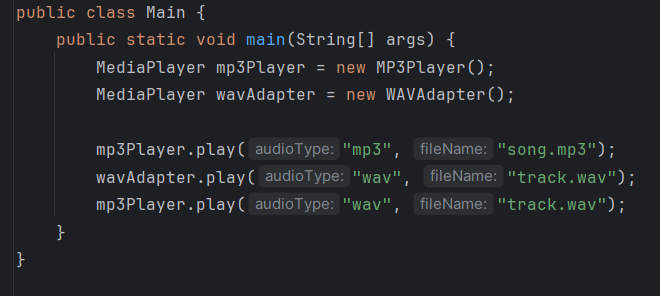 public class Main {
public static void main(String[] args) {
MediaPlayer mp3Player = new MP3Player();
MediaPlayer wavAdapter = new WAVAdapter();
mp3Player.play( audioType: "mp3", fileName: "song.mp3");
wavAdapter.play( audioType: "wav", fileName: "track.wav");
mp3Player.play( audioType: "wav", fileName: "track.wav");
}
}